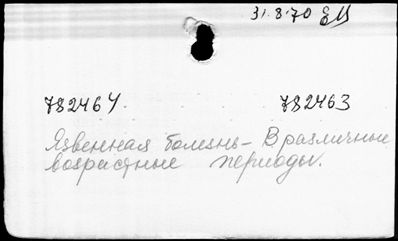 31.8.70
782464 782463
Язвенная болезнь – В различные
возрастные периоды.